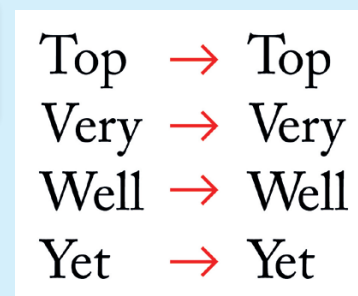 Top → Top
Very → Very
Well → Well
Yet → Yet